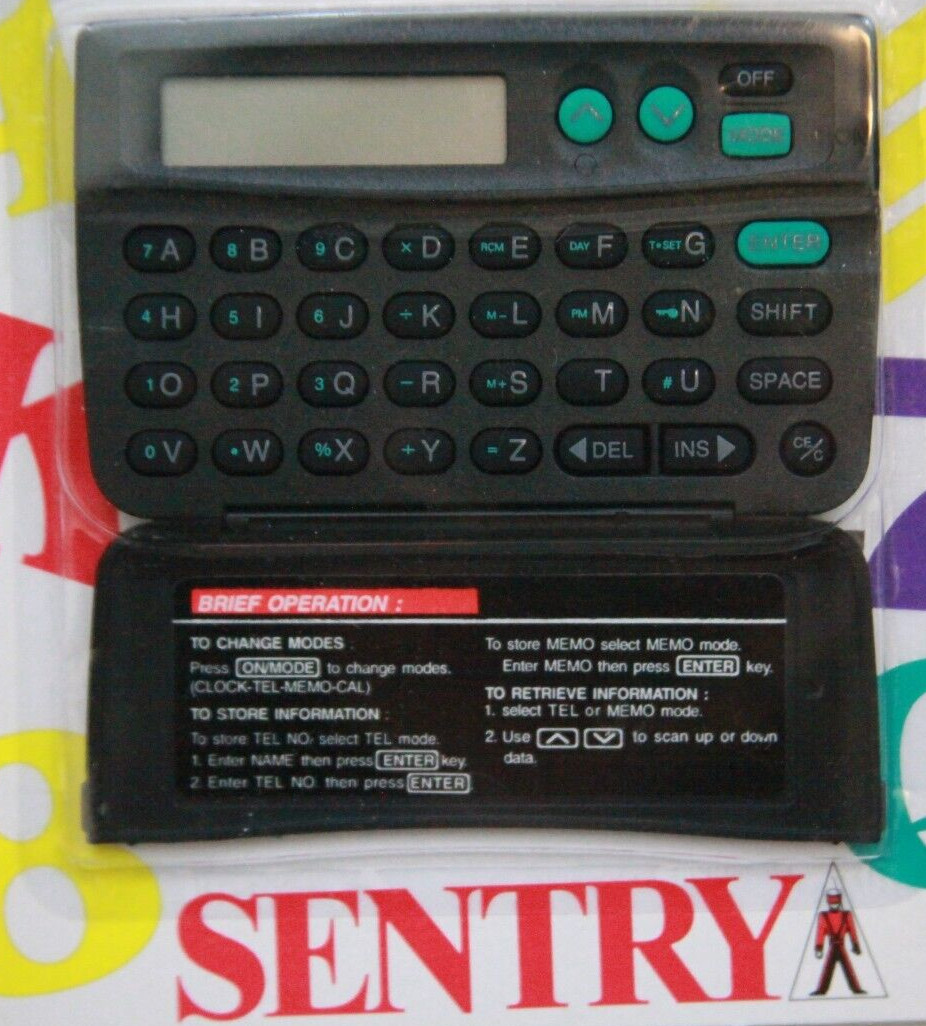 OFF
MODE
7 A 8 B 9 C × D RCM E DAY F T•SET G ENTER
4 H 5 I 6 J ÷ K M– L PM M N SHIFT
1 O 2 P 3 Q – R M+ S T # U SPACE
0 V • W % X + Y = Z DEL INS CE/C
BRIEF OPERATION :
TO CHANGE MODES :
Press ON/MODE to change modes.
(CLOCK-TEL-MEMO-CAL)
TO STORE INFORMATION :
To store TEL NO. select TEL mode.
1. Enter NAME then press ENTER key.
2. Enter TEL NO. then press ENTER
To store MEMO select MEMO mode.
Enter MEMO then press ENTER key.
TO RETRIEVE INFORMATION :
1. select TEL or MEMO mode.
2. Use to scan up or down
data.
8
SENTRY